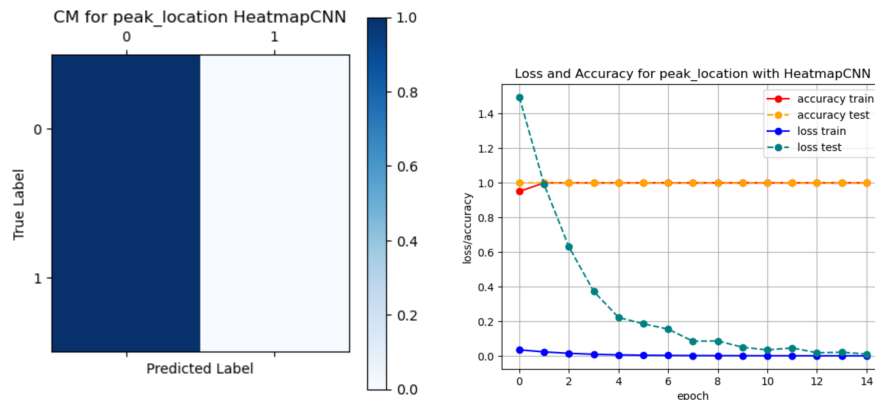 CM for peak_location HeatmapCNN
0 1
0
1
True Label
Predicted Label
1.0
0.8
0.6
0.4
0.2
0.0
Loss and Accuracy for peak_location with HeatmapCNN
accuracy train
accuracy test
loss train
loss test
1.4
1.2
1.0
0.8
0.6
0.4
0.2
0.0
loss/accuracy
0 2 4 6 8 10 12 14
epoch